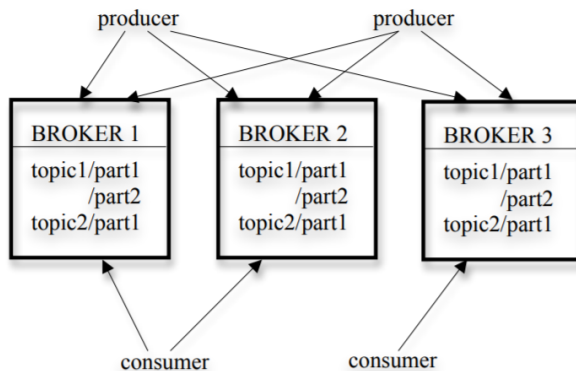 producer
producer
BROKER 1
topic1/part1
/part2
topic2/part1
BROKER 2
topic1/part1
/part2
topic2/part1
BROKER 3
topic1/part1
/part2
topic2/part1
consumer
consumer